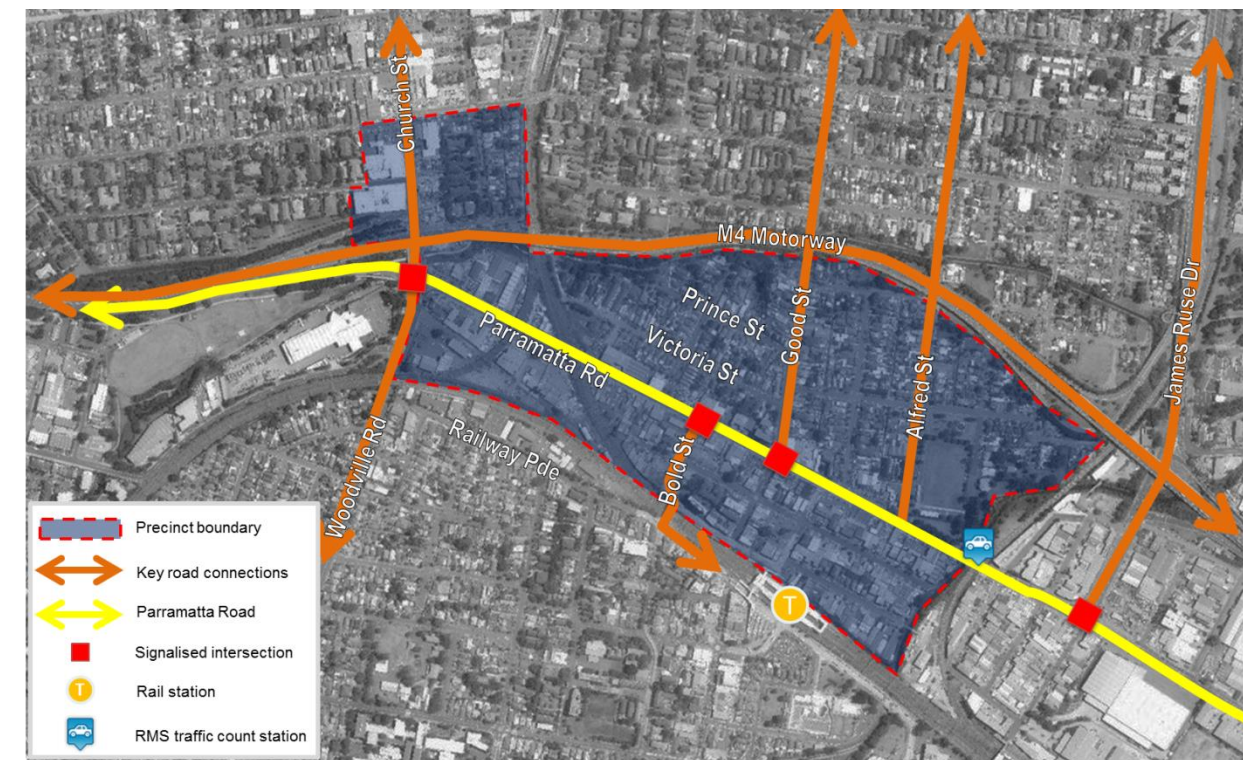 Church St
M4 Motorway
Prince St
Victoria St
Good St
Parramatta Rd
Alfred St
James Ruse Dr
Railway Pde
Bold St
Woodville Rd
T
Precinct boundary
Key road connections
Parramatta Road
Signalised intersection
T
Rail station
RMS traffic count station